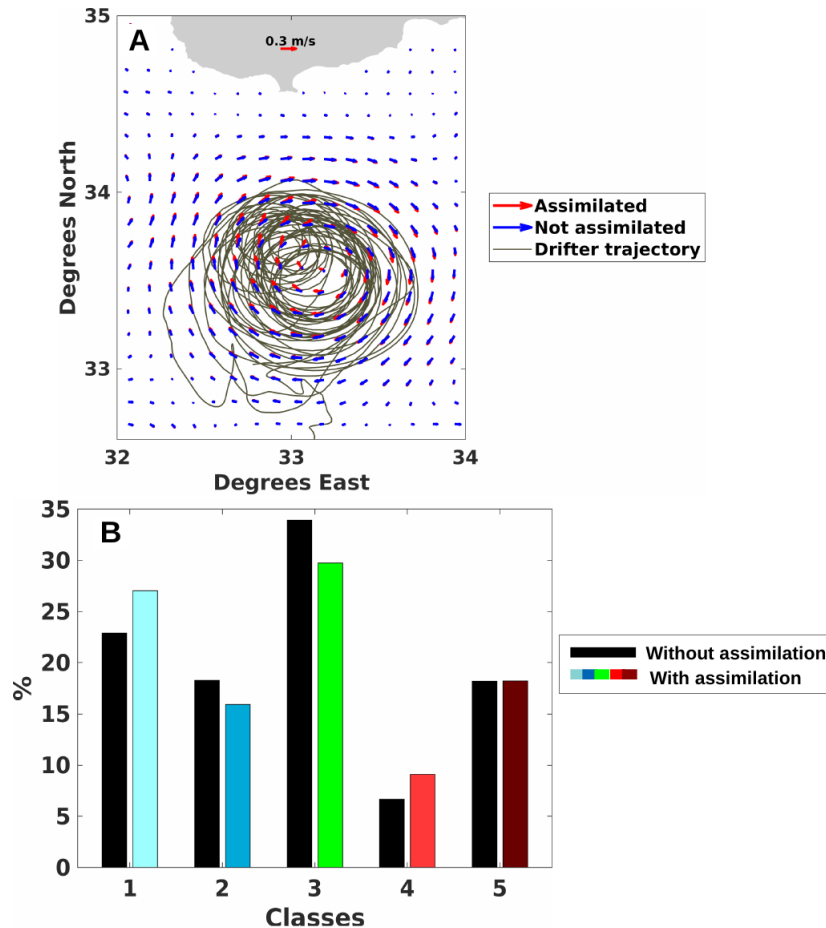 A
0.3 m/s
35
34
33
Degrees North
32
33
34
Degrees East
Assimilated
Not assimilated
Drifter trajectory
B
35
30
25
20
15
10
5
0
%
1
2
3
4
5
Classes
Without assimilation
With assimilation